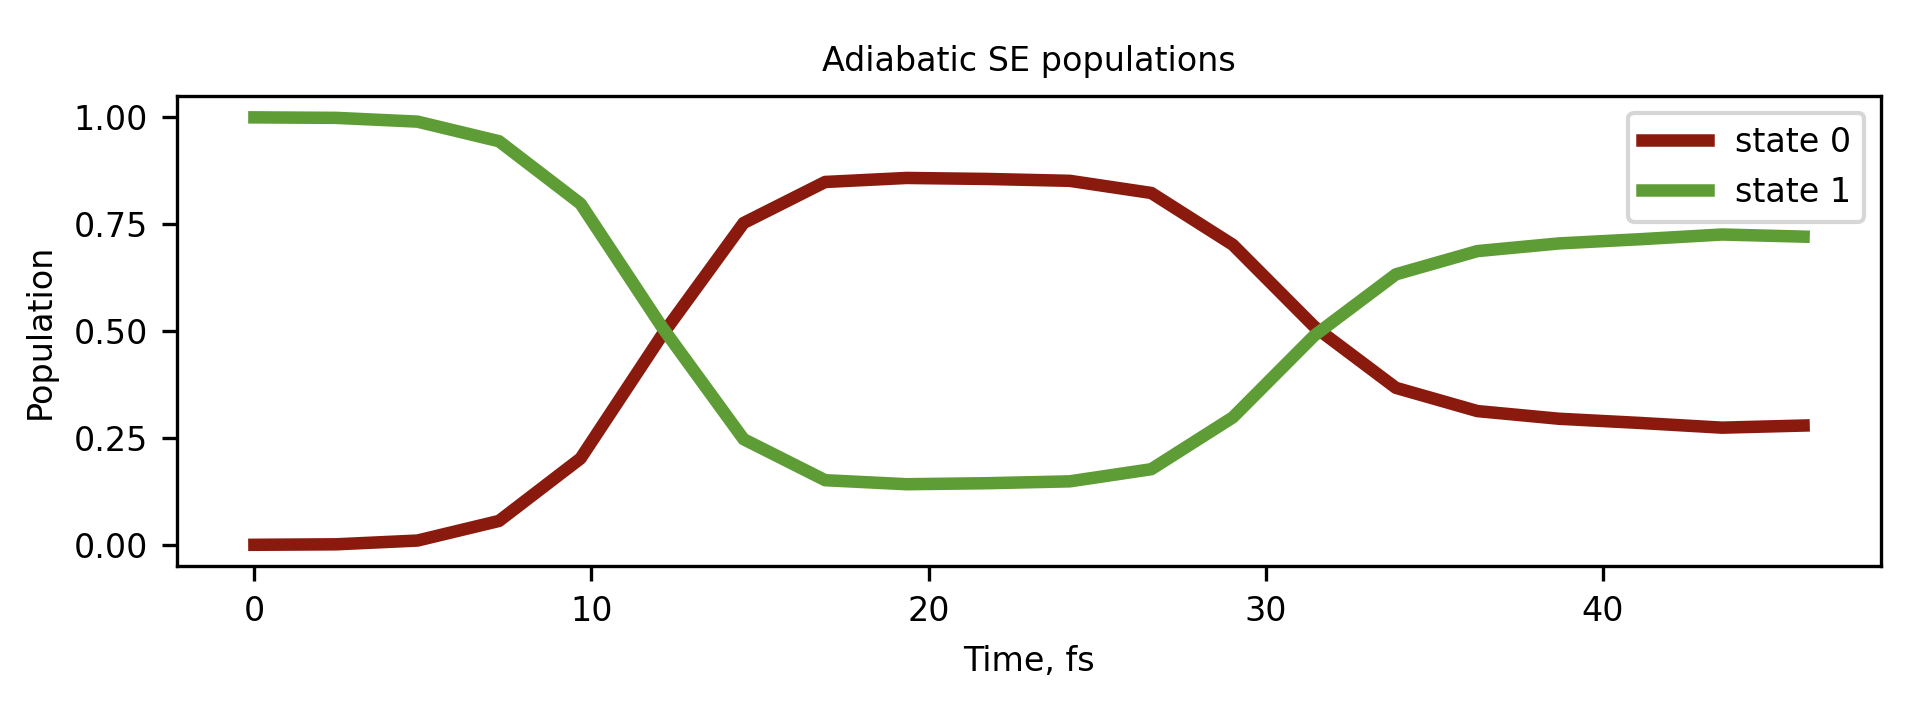 Adiabatic SE populations
1.00
0.75
0.50
0.25
0.00
Population
state 0
state 1
0 10 20 30 40
Time, fs